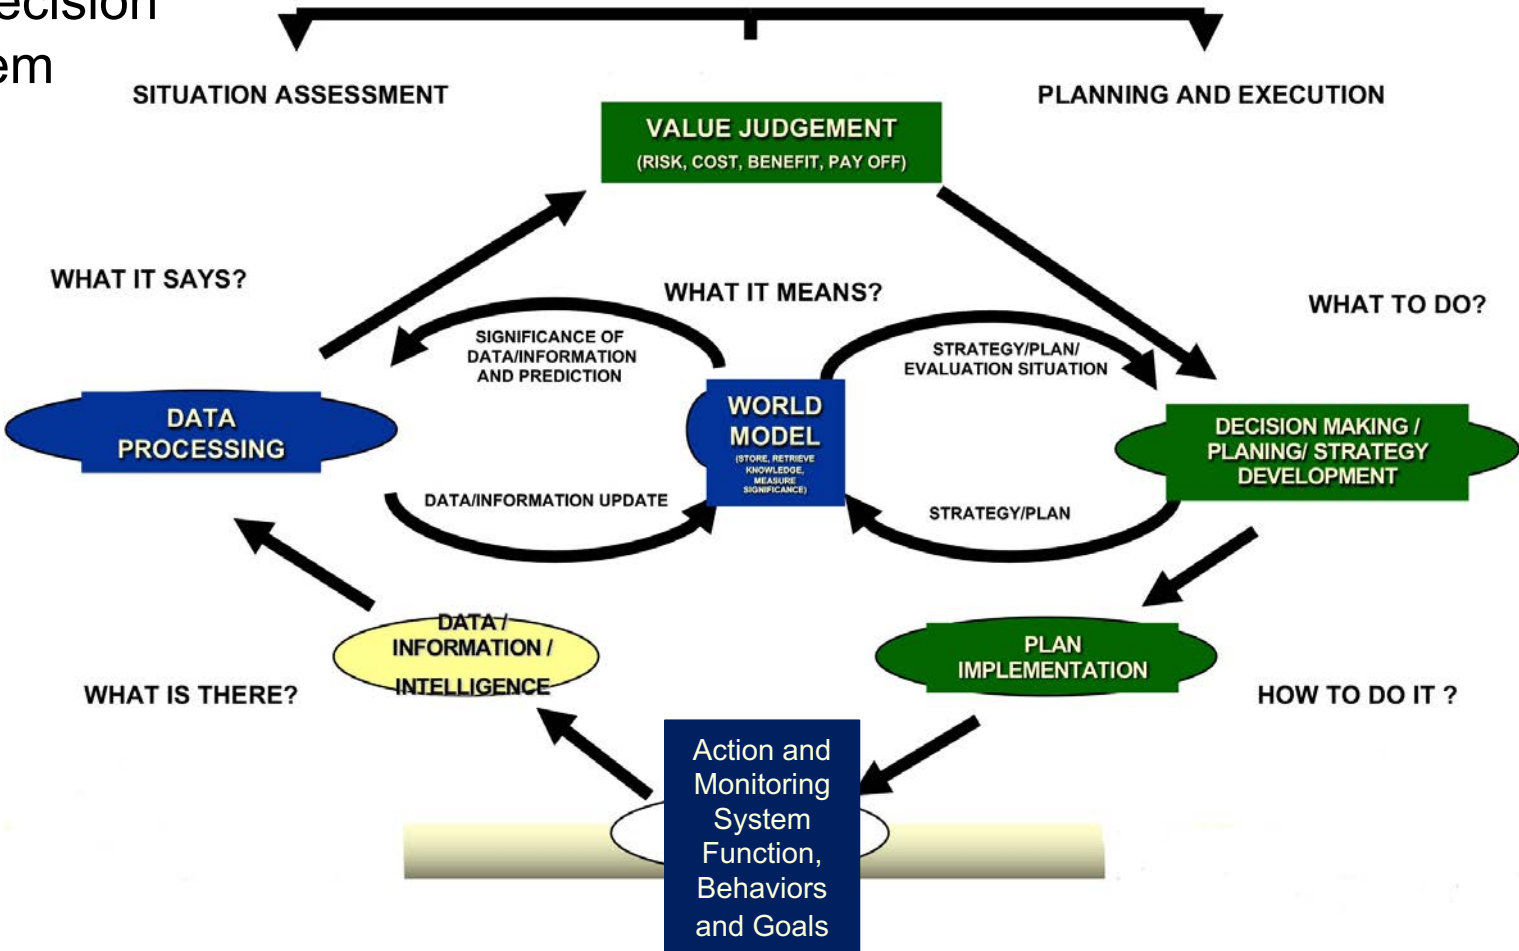 ecision
em
SITUATION ASSESSMENT
PLANNING AND EXECUTION
VALUE JUDGEMENT
(RISK, COST, BENEFIT, PAY OFF)
WHAT IT SAYS?
WHAT IT MEANS?
WHAT TO DO?
SIGNIFICANCE OF
DATA/INFORMATION
AND PREDICTION
STRATEGY/PLAN/
EVALUATION SITUATION
DATA
PROCESSING
WORLD
MODEL
(STORE, RETRIEVE
KNOWLEDGE,
MEASURE
SIGNIFICANCE)
DECISION MAKING /
PLANING/ STRATEGY
DEVELOPMENT
DATA/INFORMATION UPDATE
STRATEGY/PLAN
DATA /
INFORMATION /
INTELLIGENCE
PLAN
IMPLEMENTATION
WHAT IS THERE?
HOW TO DO IT ?
Action and
Monitoring
System
Function,
Behaviors
and Goals